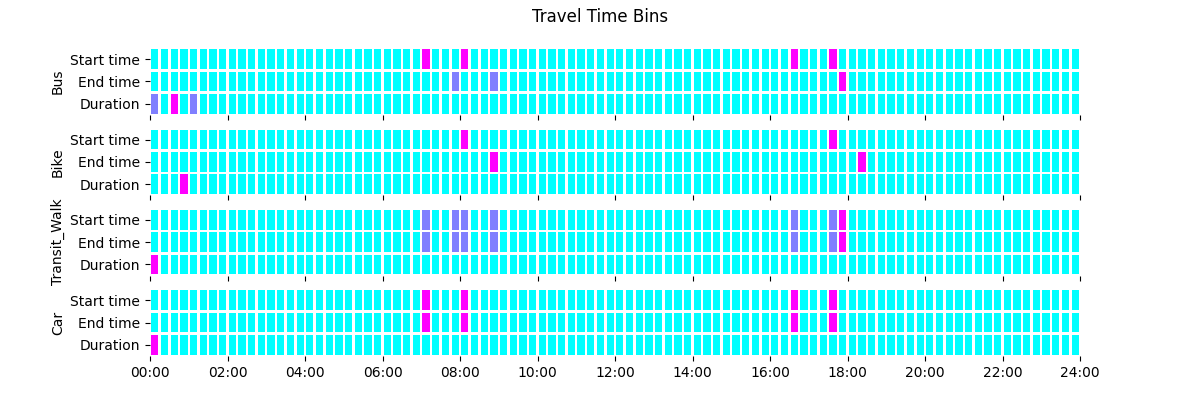 Travel Time Bins
Bus
Start time
End time
Duration
Bike
Start time
End time
Duration
Transit_Walk
Start time
End time
Duration
Car
Start time
End time
Duration
00:00 02:00 04:00 06:00 08:00 10:00 12:00 14:00 16:00 18:00 20:00 22:00 24:00